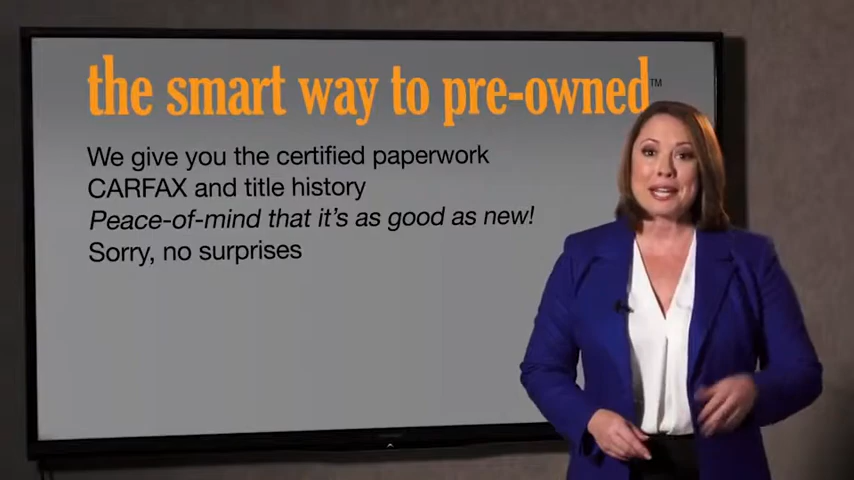 the smart way to pre-owned™
We give you the certified paperwork
CARFAX and title history
Peace-of-mind that it's as good as new!
Sorry, no surprises